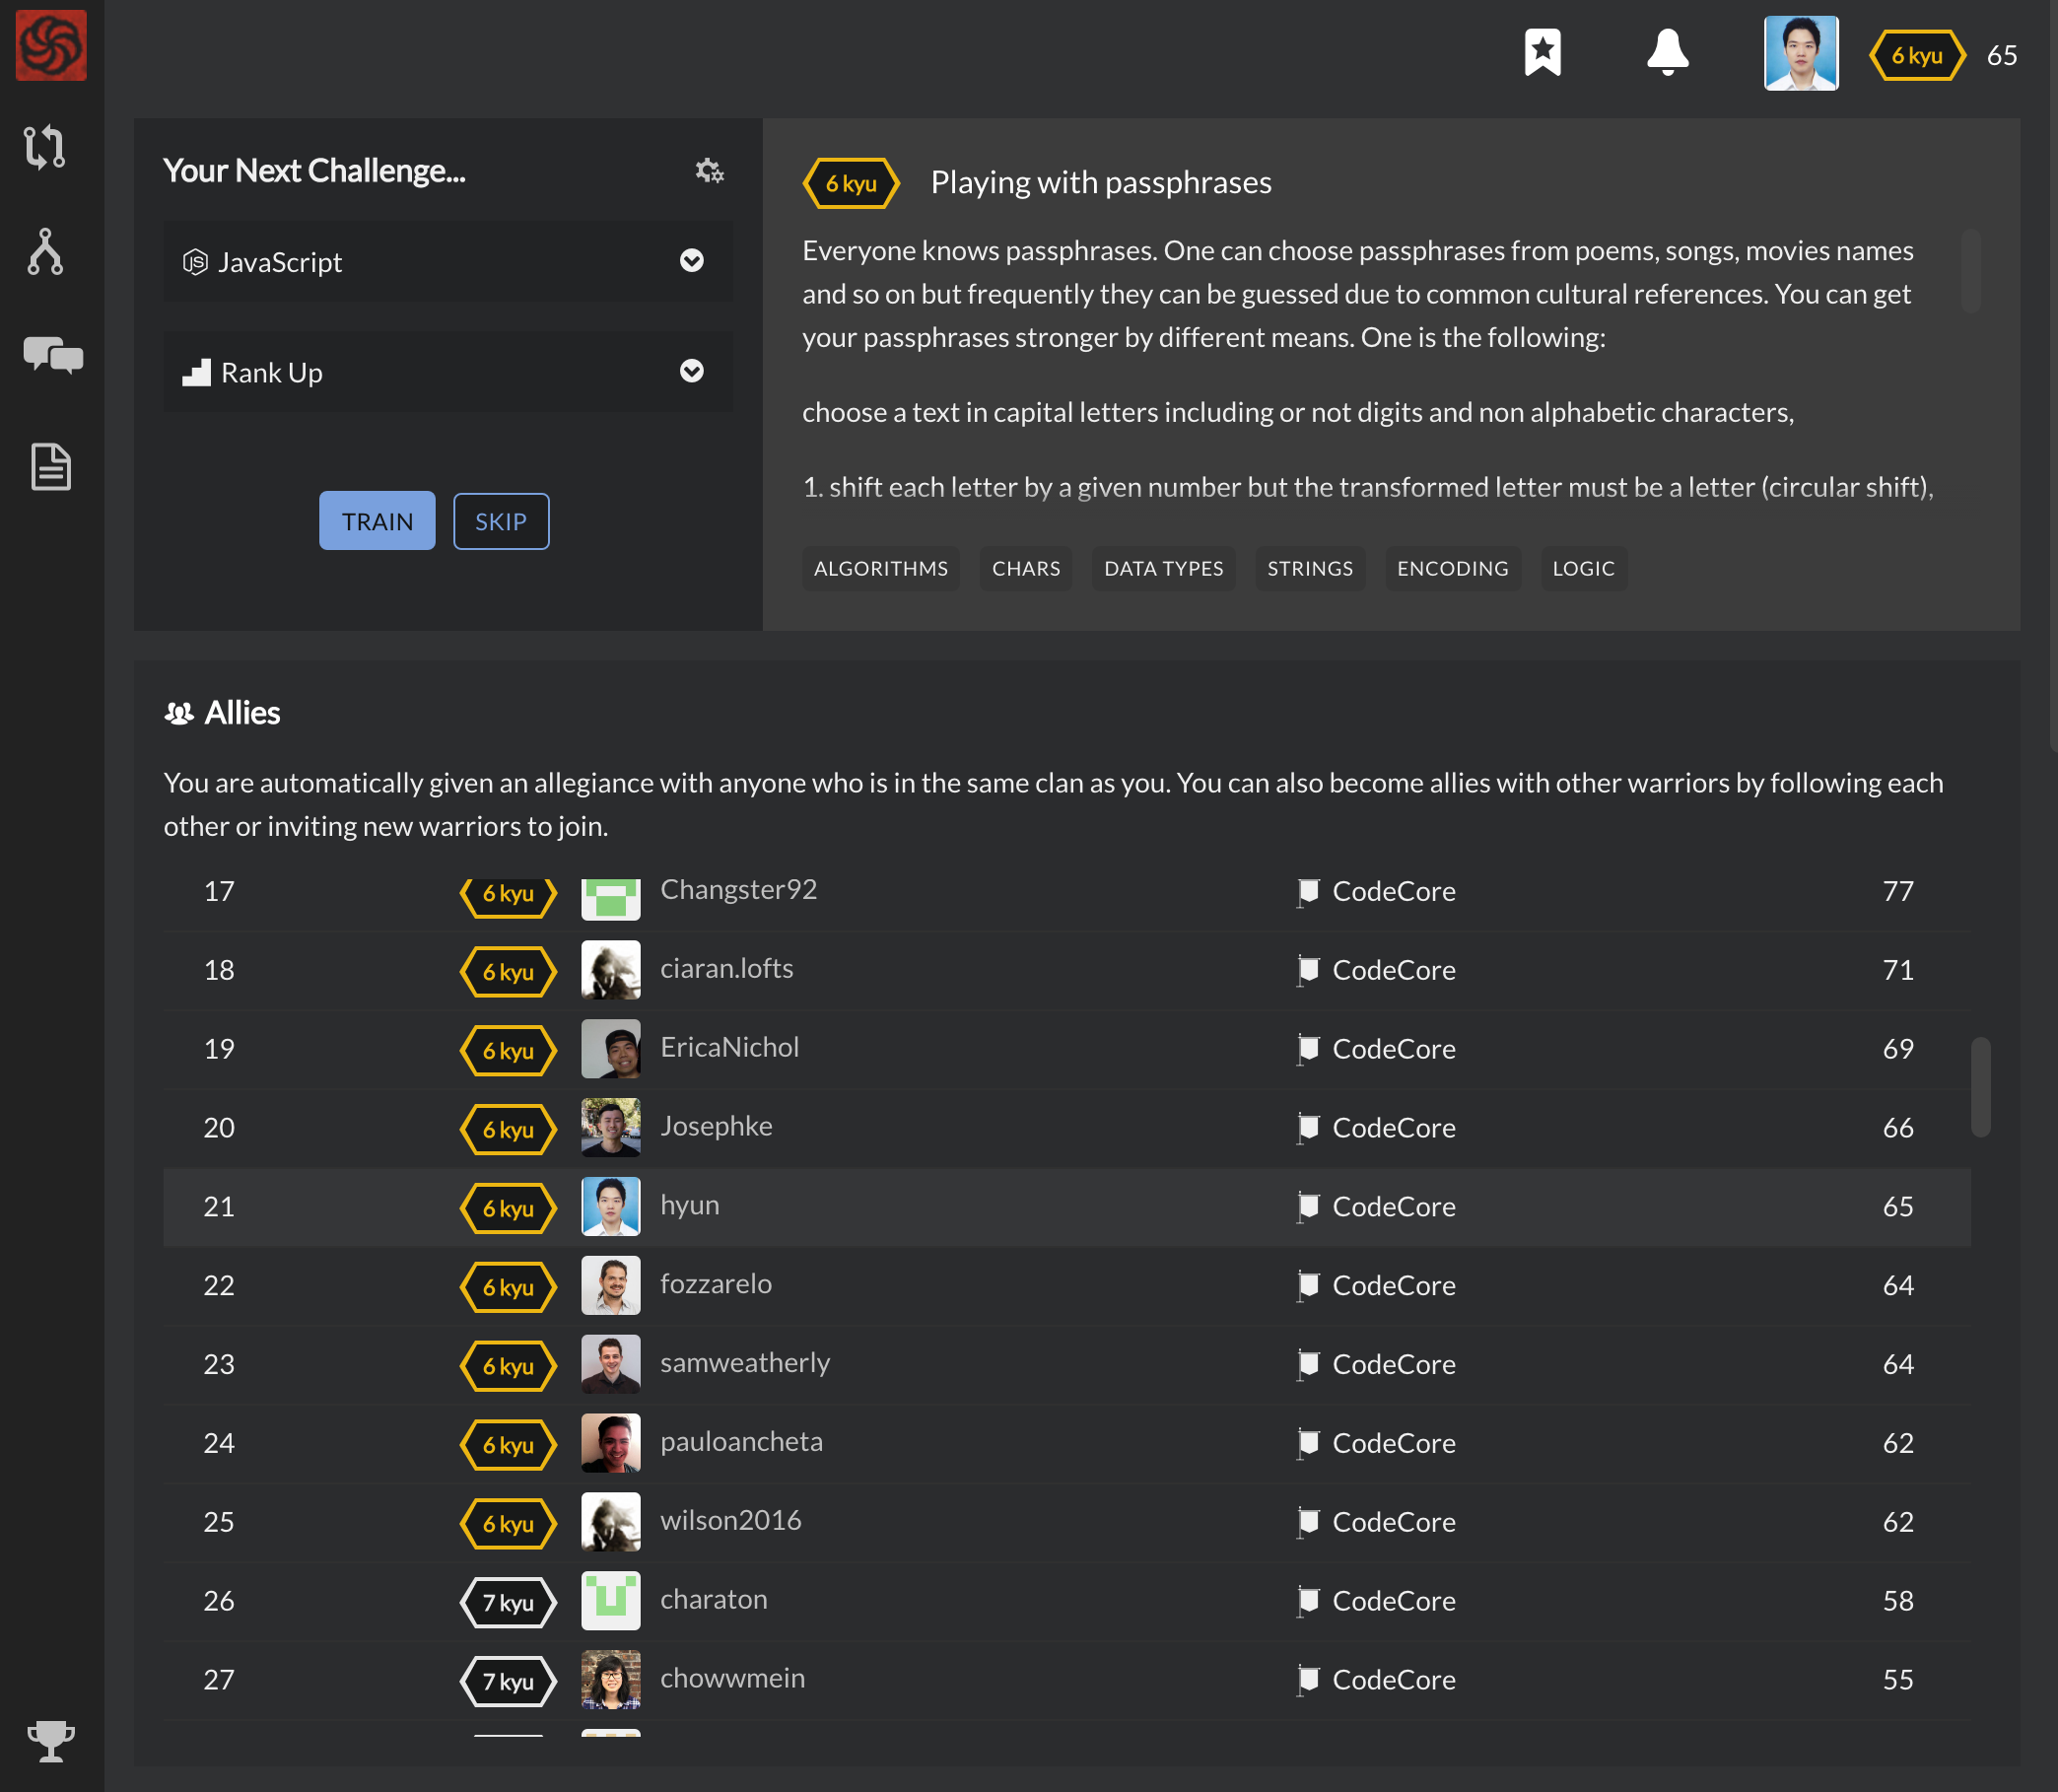 6 kyu 65
Your Next Challenge...
JavaScript
Rank Up
TRAIN SKIP
6 kyu Playing with passphrases
Everyone knows passphrases. One can choose passphrases from poems, songs, movies names
and so on but frequently they can be guessed due to common cultural references. You can get
your passphrases stronger by different means. One is the following:
choose a text in capital letters including or not digits and non alphabetic characters,
1. shift each letter by a given number but the transformed letter must be a letter (circular shift),
ALGORITHMS CHARS DATA TYPES STRINGS ENCODING LOGIC
Allies
You are automatically given an allegiance with anyone who is in the same clan as you. You can also become allies with other warriors by following each
other or inviting new warriors to join.
17 6 kyu Changster92 CodeCore 77
18 6 kyu ciaran.lofts CodeCore 71
19 6 kyu EricaNichol CodeCore 69
20 6 kyu Josephke CodeCore 66
21 6 kyu hyun CodeCore 65
22 6 kyu fozzarelo CodeCore 64
23 6 kyu samweatherly CodeCore 64
24 6 kyu pauloancheta CodeCore 62
25 6 kyu wilson2016 CodeCore 62
26 7 kyu charaton CodeCore 58
27 7 kyu chowwmein CodeCore 55